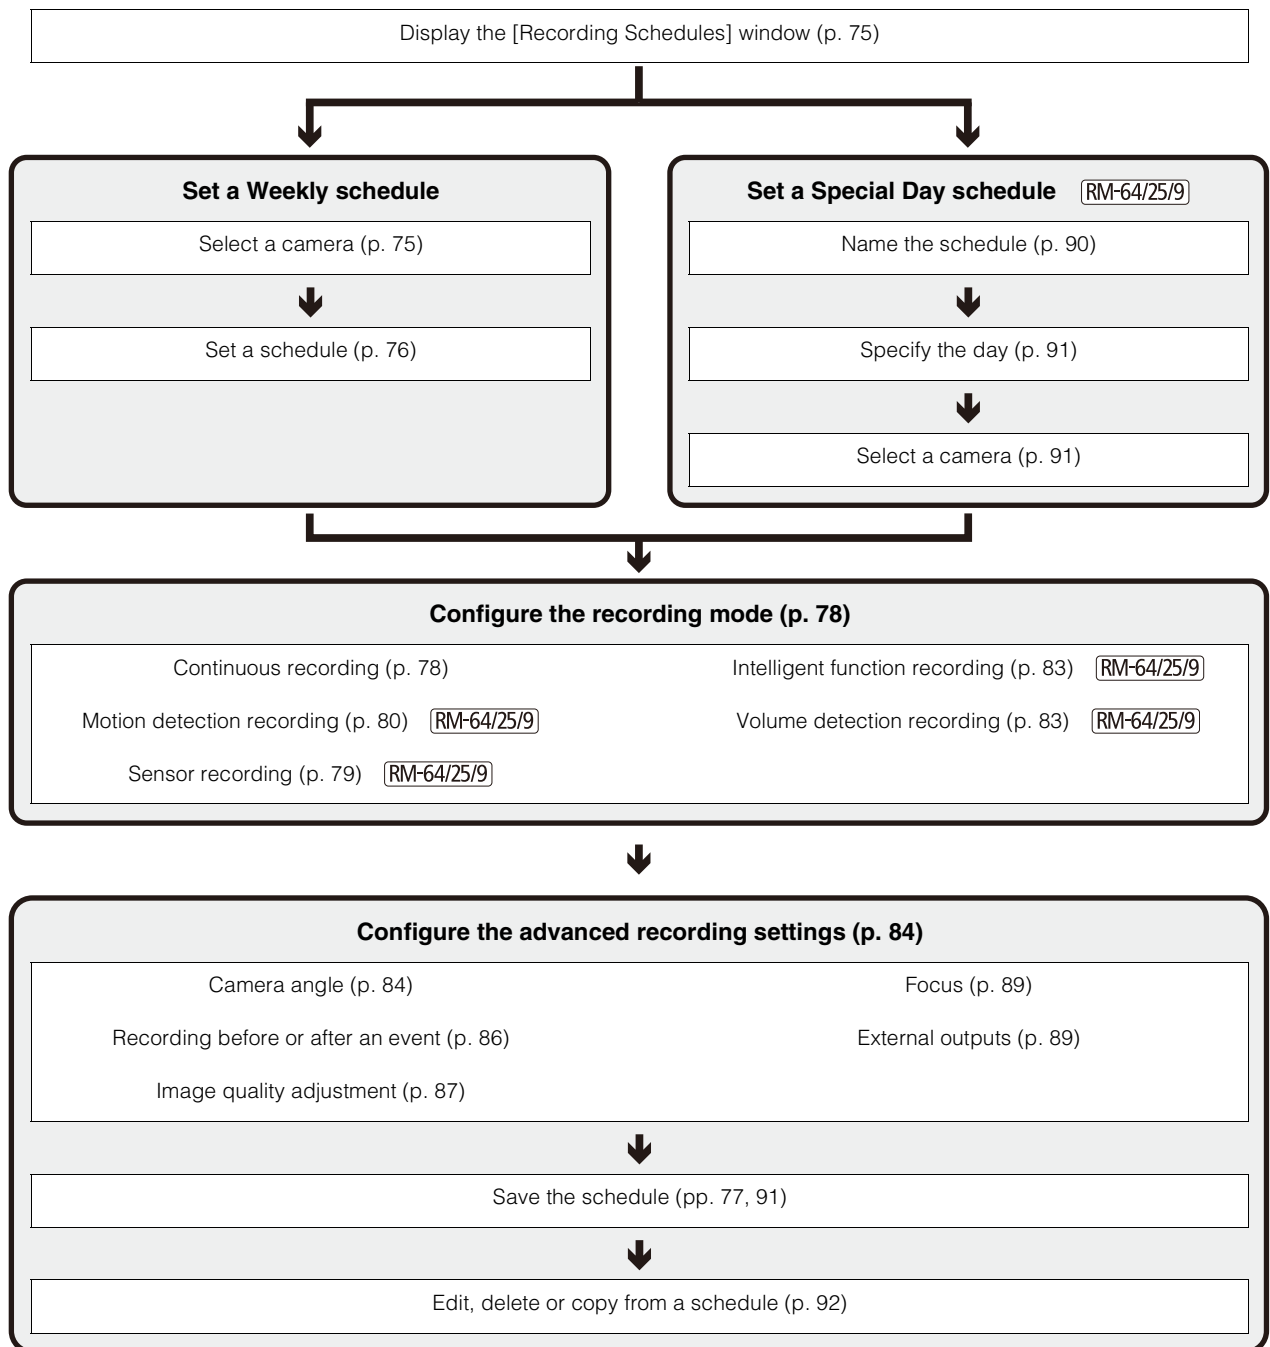 Display the [Recording Schedules] window (p. 75)
Set a Weekly schedule
Select a camera (p. 75)
Set a schedule (p. 76)
Set a Special Day schedule RM-64/25/9
Name the schedule (p. 90)
Specify the day (p. 91)
Select a camera (p. 91)
Configure the recording mode (p. 78)
Continuous recording (p. 78)
Intelligent function recording (p. 83) RM-64/25/9
Motion detection recording (p. 80) RM-64/25/9
Volume detection recording (p. 83) RM-64/25/9
Sensor recording (p. 79) RM-64/25/9
Configure the advanced recording settings (p. 84)
Camera angle (p. 84)
Focus (p. 89)
Recording before or after an event (p. 86)
External outputs (p. 89)
Image quality adjustment (p. 87)
Save the schedule (pp. 77, 91)
Edit, delete or copy from a schedule (p. 92)